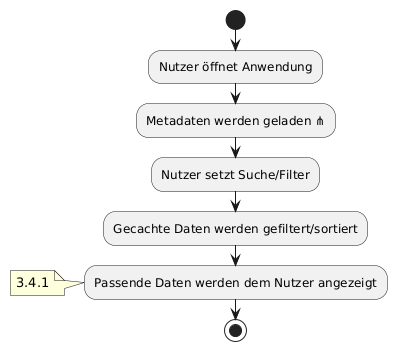 Nutzer öffnet Anwendung
Metadaten werden geladen ⋔
Nutzer setzt Suche/Filter
Gecachte Daten werden gefiltert/sortiert
3.4.1
Passende Daten werden dem Nutzer angezeigt